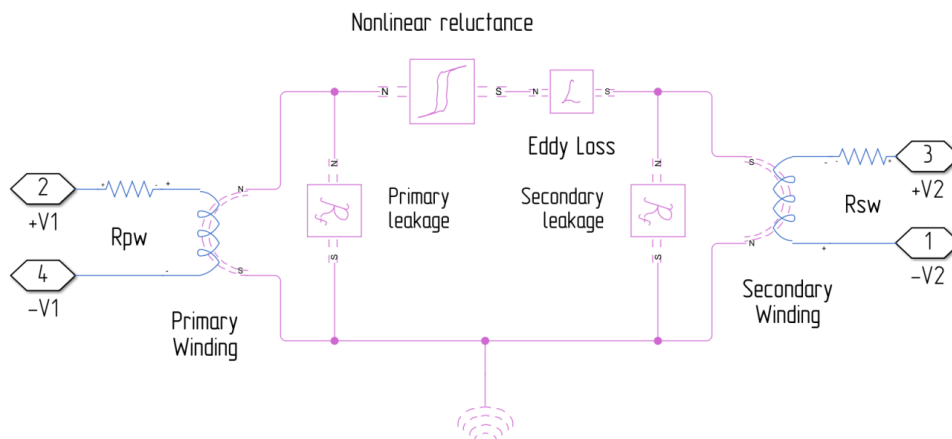 Nonlinear reluctance
N
S
N
S
Eddy Loss
N
N
S
3
+V2
2
+V1
+
-
+
N
Primary
leakage
Secondary
leakage
-
-
+
Rsw
Rpw
4
-V1
-
S
S
S
N
+
1
-V2
Primary
Winding
Secondary
Winding